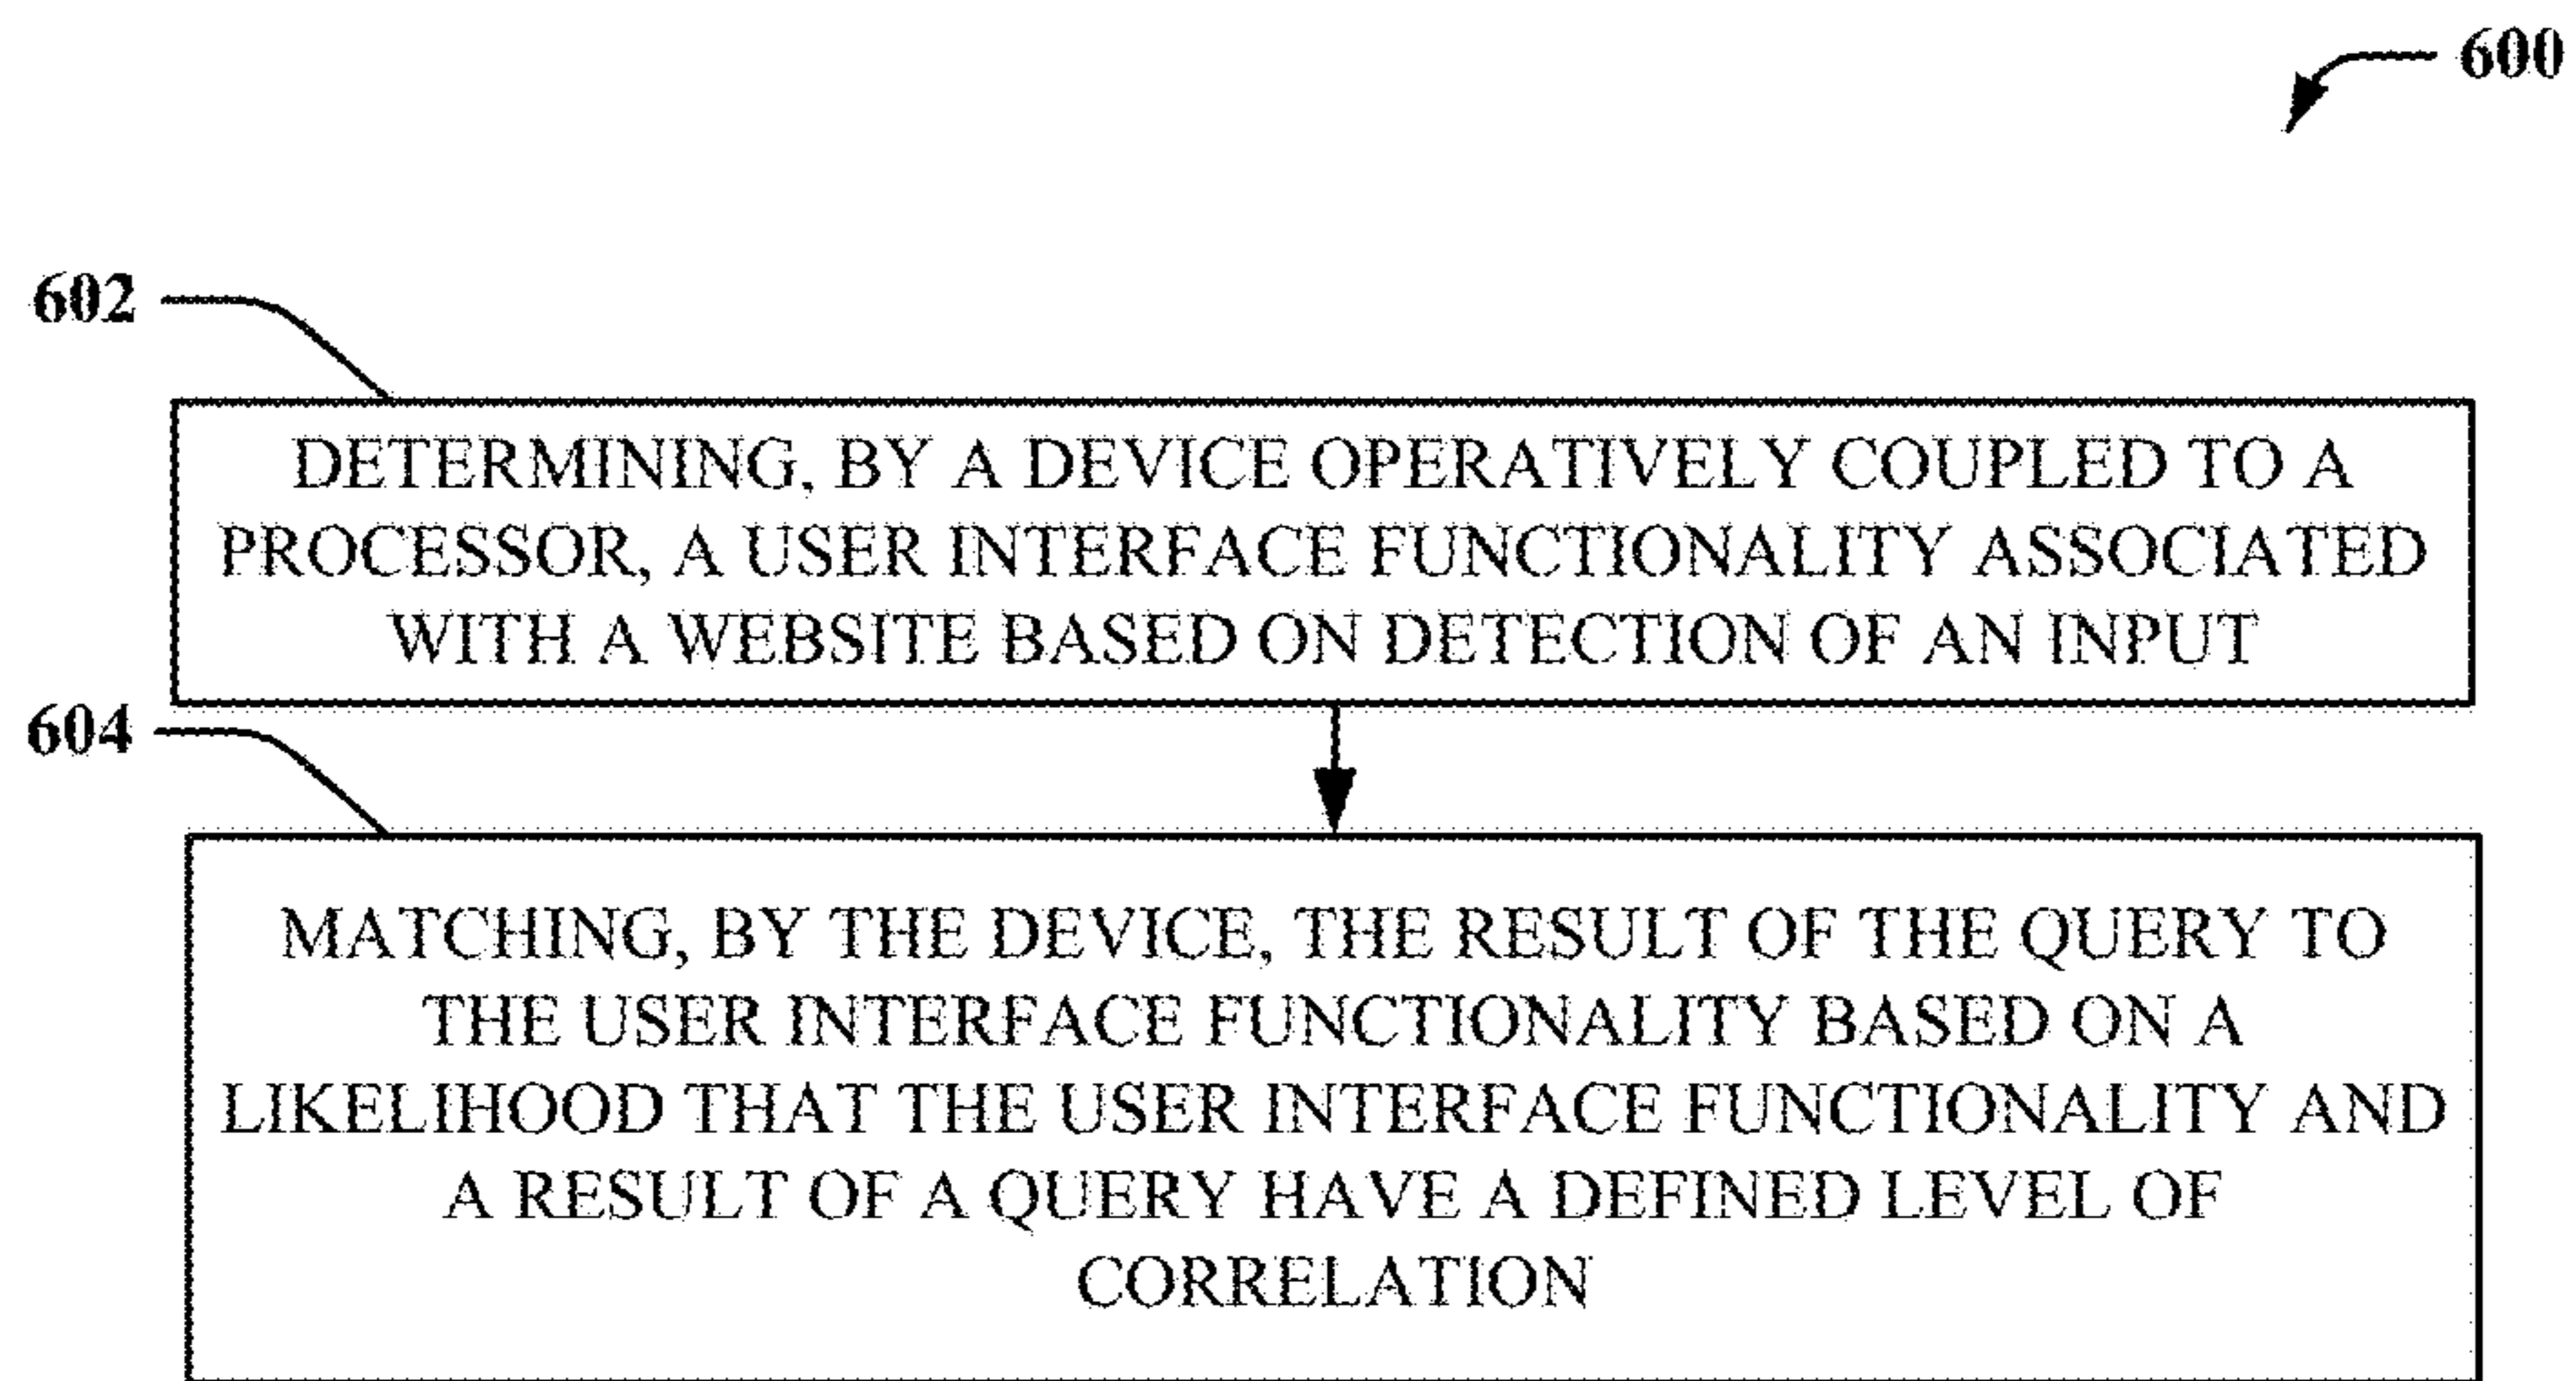 600
602
DETERMINING, BY A DEVICE OPERATIVELY COUPLED TO A
PROCESSOR, A USER INTERFACE FUNCTIONALITY ASSOCIATED
WITH A WEBSITE BASED ON DETECTION OF AN INPUT
604
MATCHING, BY THE DEVICE, THE RESULT OF THE QUERY TO
THE USER INTERFACE FUNCTIONALITY BASED ON A
LIKELIHOOD THAT THE USER INTERFACE FUNCTIONALITY AND
A RESULT OF A QUERY HAVE A DEFINED LEVEL OF
CORRELATION